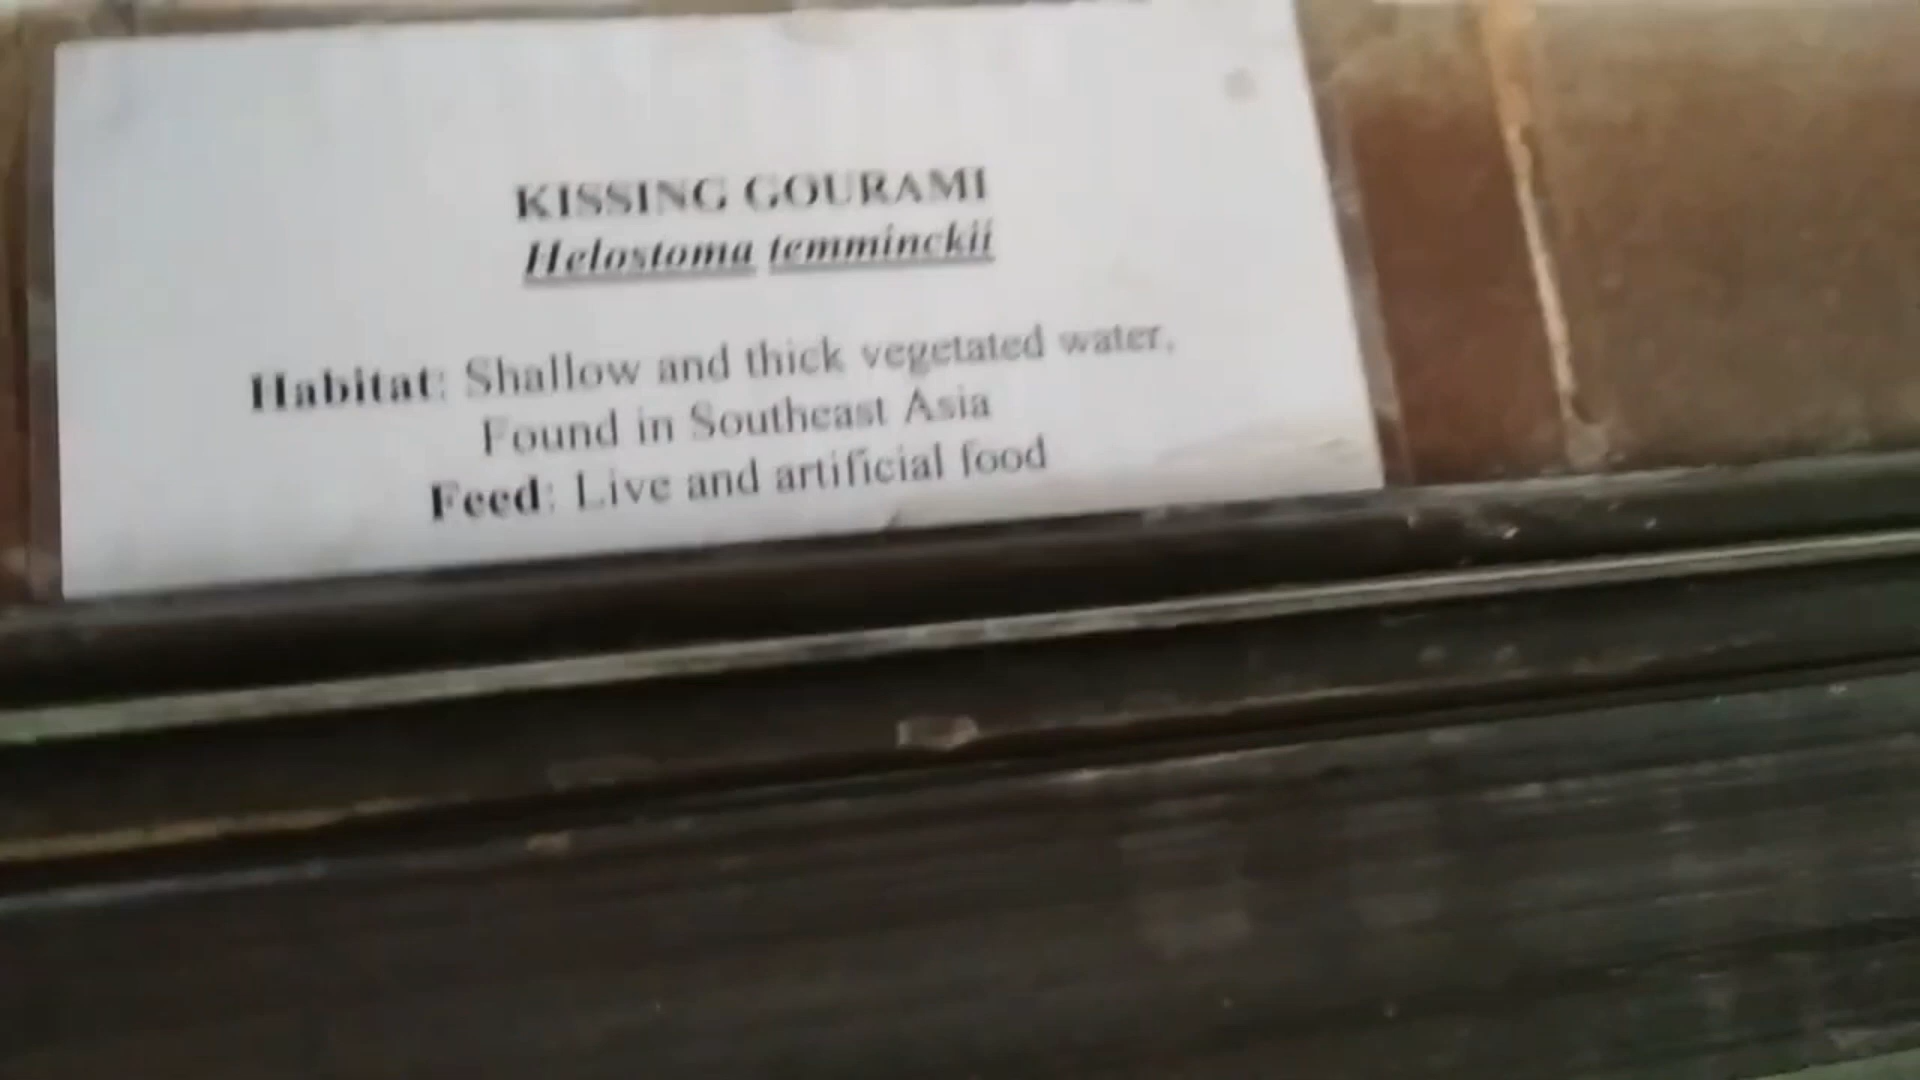 KISSING GOURAMI
Helostoma temminckii
Habitat: Shallow and thick vegetated water,
Found in Southeast Asia
Feed: Live and artificial food